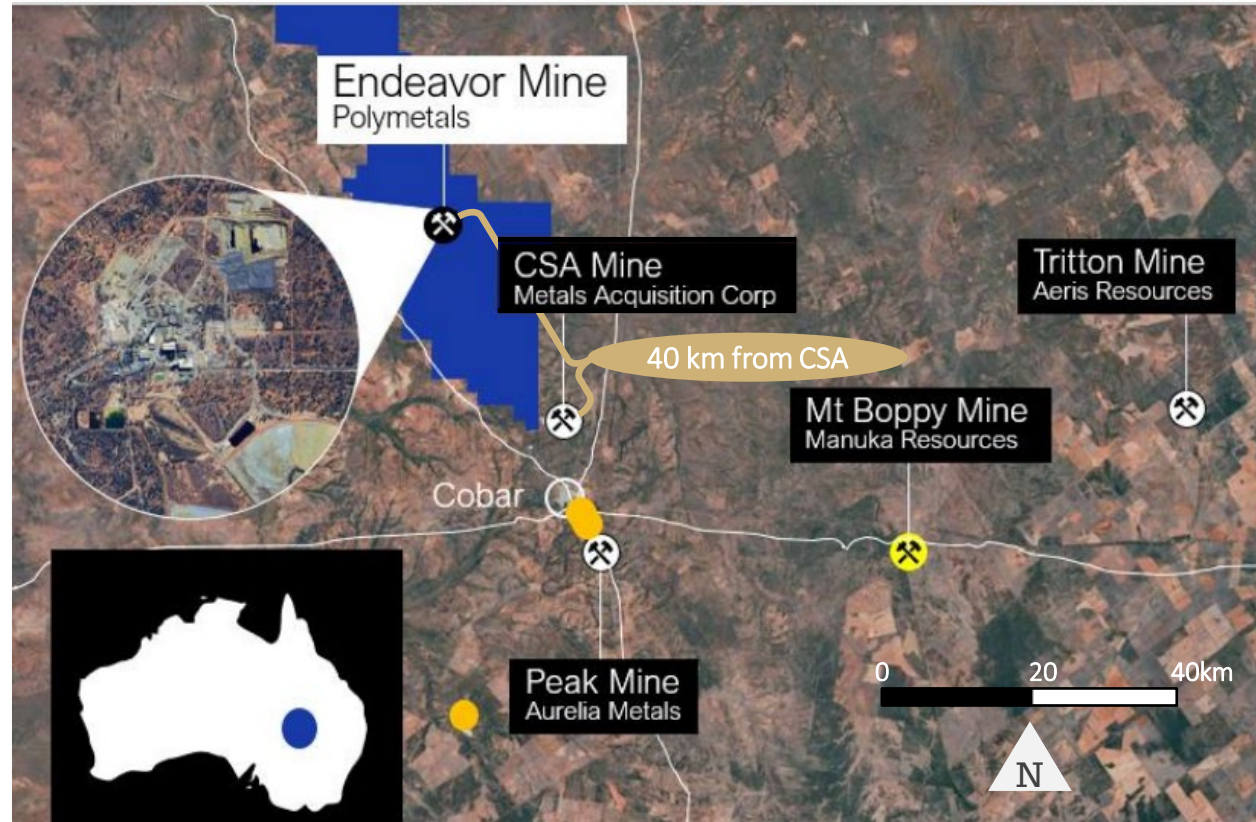 Endeavor Mine
Polymetals
CSA Mine
Metals Acquisition Corp
Tritton Mine
Aeris Resources
40 km from CSA
Mt Boppy Mine
Manuka Resources
Cobar
Peak Mine
Aurelia Metals
0 20 40km
N